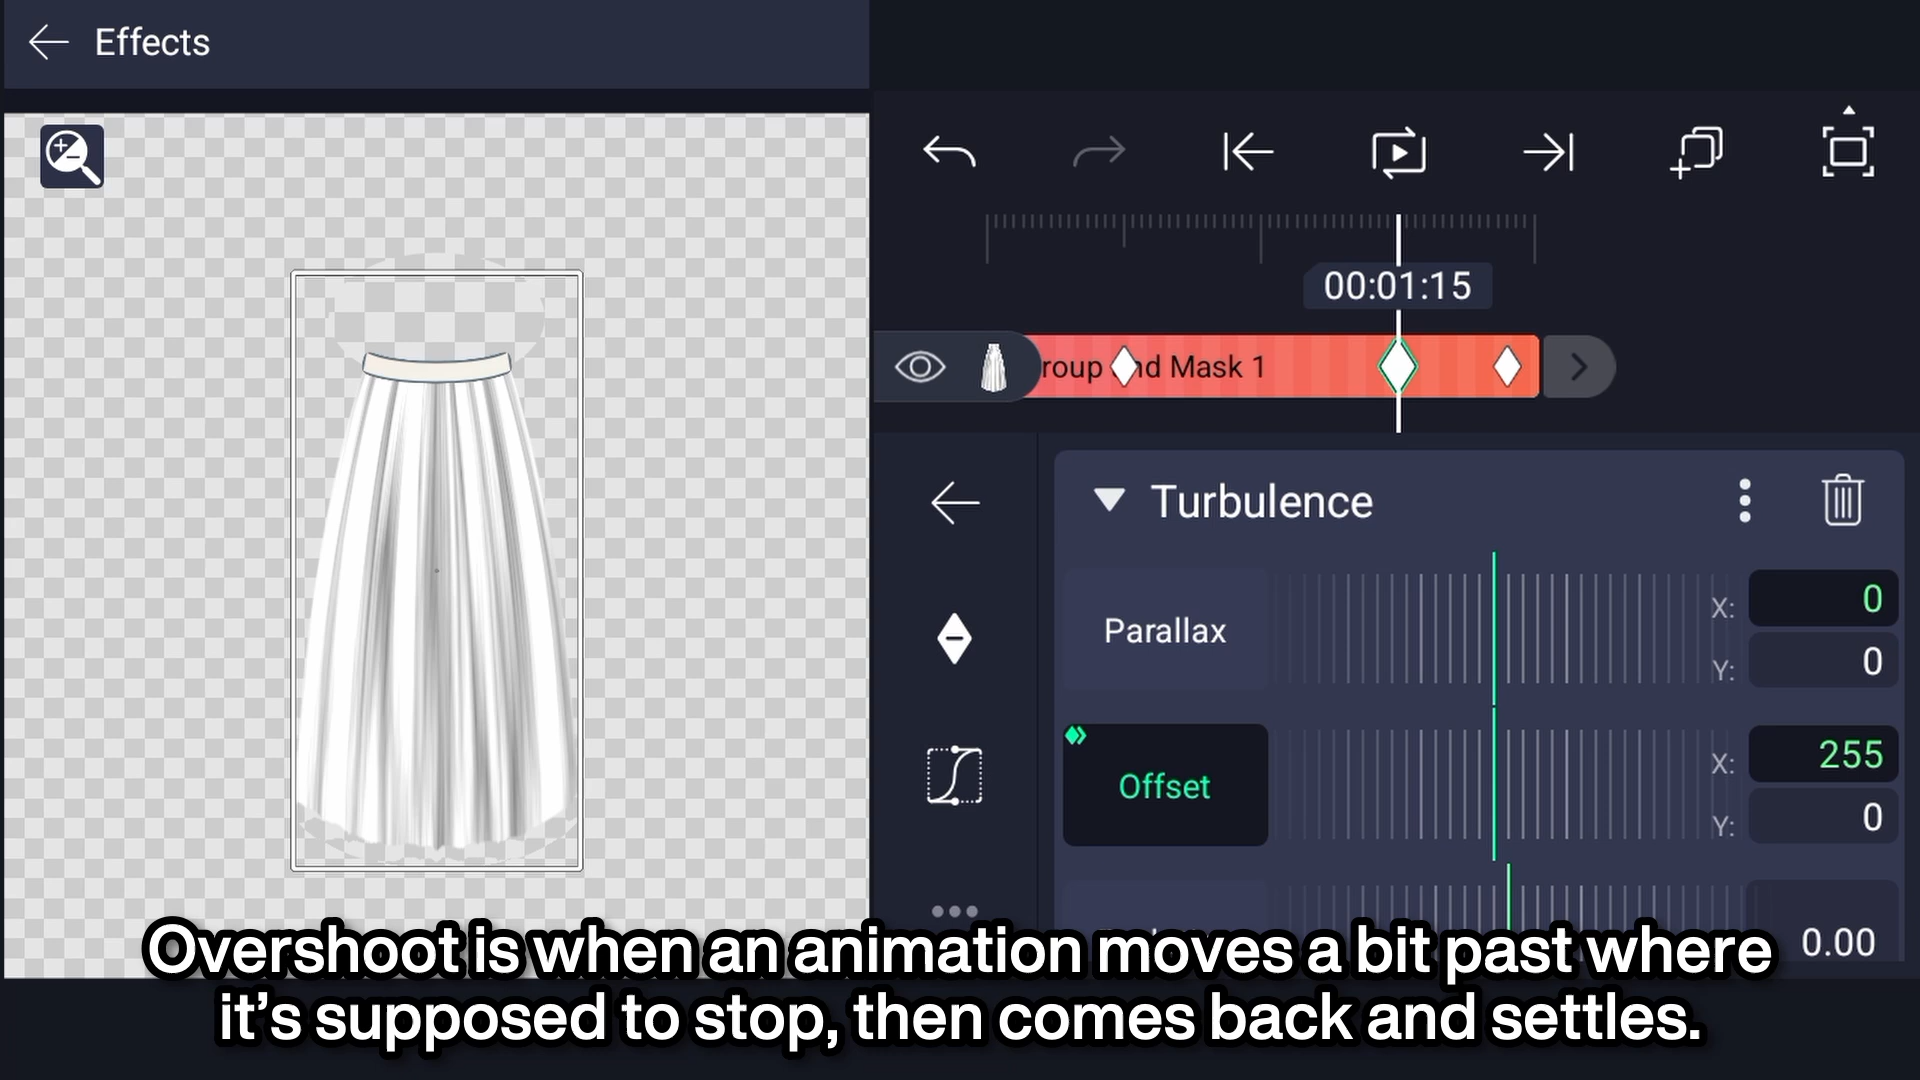 Effects
00:01:15
roup nd Mask 1
Turbulence
Parallax
X: 0
Y: 0
Offset
X: 255
Y: 0
0.00
Overshoot is when an animation moves a bit past where
it’s supposed to stop, then comes back and settles.